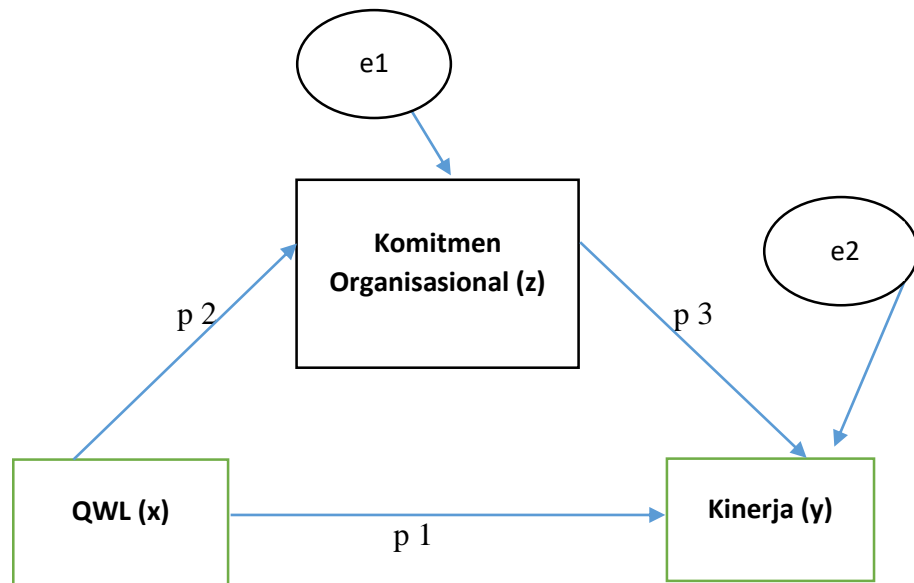 e1
Komitmen
Organisasional (z)
e2
p 2
p 3
QWL (x)
Kinerja (y)
p 1